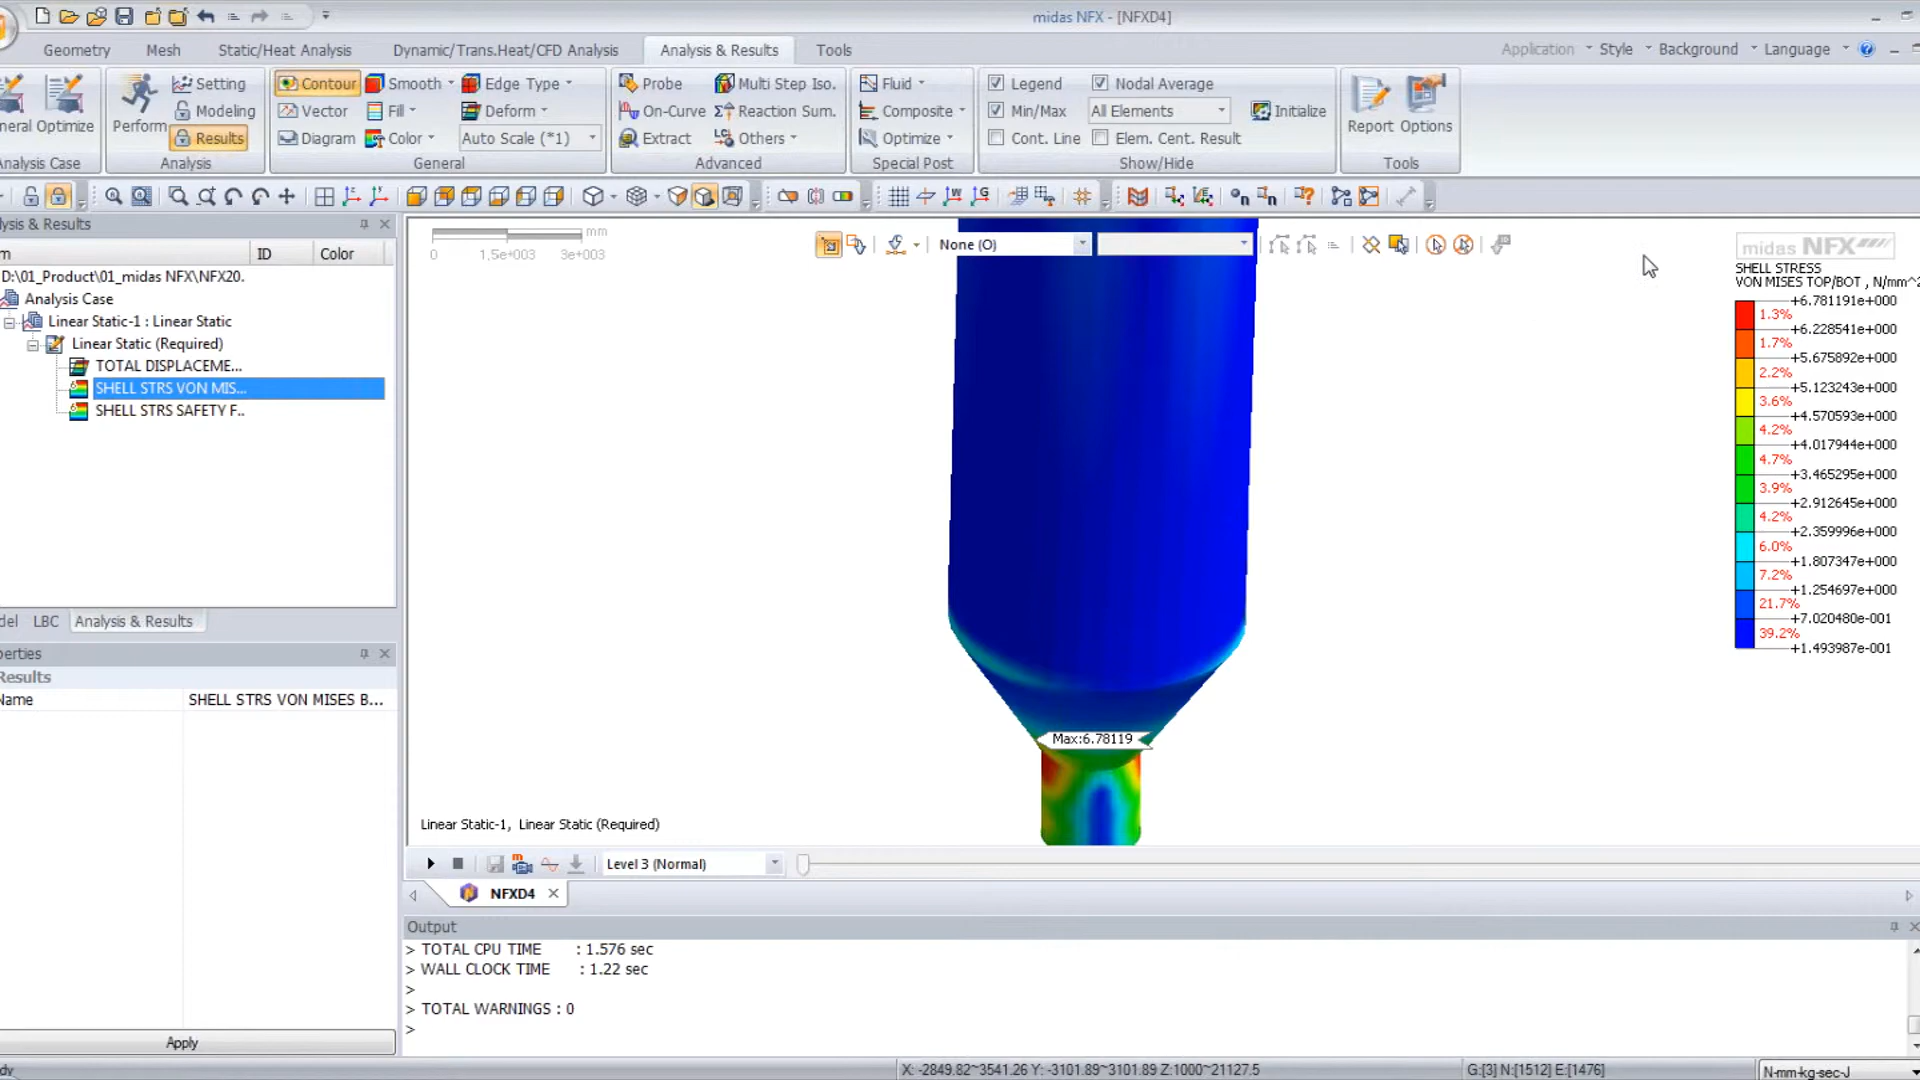 midas NFX - [NFXD4]
Geometry Mesh Static/Heat Analysis Dynamic/Trans.Heat/CFD Analysis Analysis & Results Tools Application Style Background Language
Setting Contour Smooth Edge Type Probe Multi Step Iso. Fluid Legend Nodal Average
Modeling Vector Fill Deform On-Curve Reaction Sum. Composite Min/Max All Elements Initialize
neral Optimize Perform Results Diagram Color Auto Scale (*1) Extract Others Optimize Cont. Line Elem. Cent. Result Report Options
nalysis Case Analysis General Advanced Special Post Show/Hide Tools
lysis & Results
m ID Color
D:\01_Product\01_midas NFX\NFX20.
Analysis Case
Linear Static-1 : Linear Static
Linear Static (Required)
TOTAL DISPLACEME...
SHELL STRS VON MIS...
SHELL STRS SAFETY F..
del LBC Analysis & Results
perties
Results
Name SHELL STRS VON MISES B...
Apply
mm
0 1,5e+003 3e+003
None (O)
midas NFX
SHELL STRESS
VON MISES TOP/BOT , N/mm^2
+6.781191e+000
1.3%
+6.228541e+000
1.7%
+5.675892e+000
2.2%
+5.123243e+000
3.6%
+4.570593e+000
4.2%
+4.017944e+000
4.7%
+3.465295e+000
3.9%
+2.912645e+000
4.2%
+2.359996e+000
6.0%
+1.807347e+000
7.2%
+1.254697e+000
21.7%
+7.020480e-001
39.2%
+1.493987e-001
Max:6.78119
Linear Static-1, Linear Static (Required)
Level 3 (Normal)
NFXD4
Output
> TOTAL CPU TIME : 1.576 sec
> WALL CLOCK TIME : 1.22 sec
>
> TOTAL WARNINGS : 0
>
dy X: -2849.82~3541.26 Y: -3101.89~3101.89 Z:1000~21127.5 G:[3] N:[1512] E:[1476] N-mm-kg-sec-J